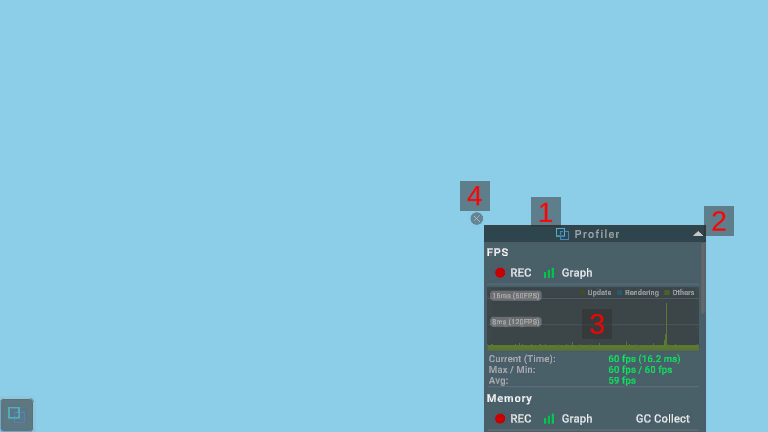 4
1
2
Profiler
FPS
REC Graph
16ms (60FPS) Update Rendering Others
8ms (120FPS) 3
Current (Time): 60 fps (16.2 ms)
Max / Min: 60 fps / 60 fps
Avg: 59 fps
Memory
REC Graph GC Collect